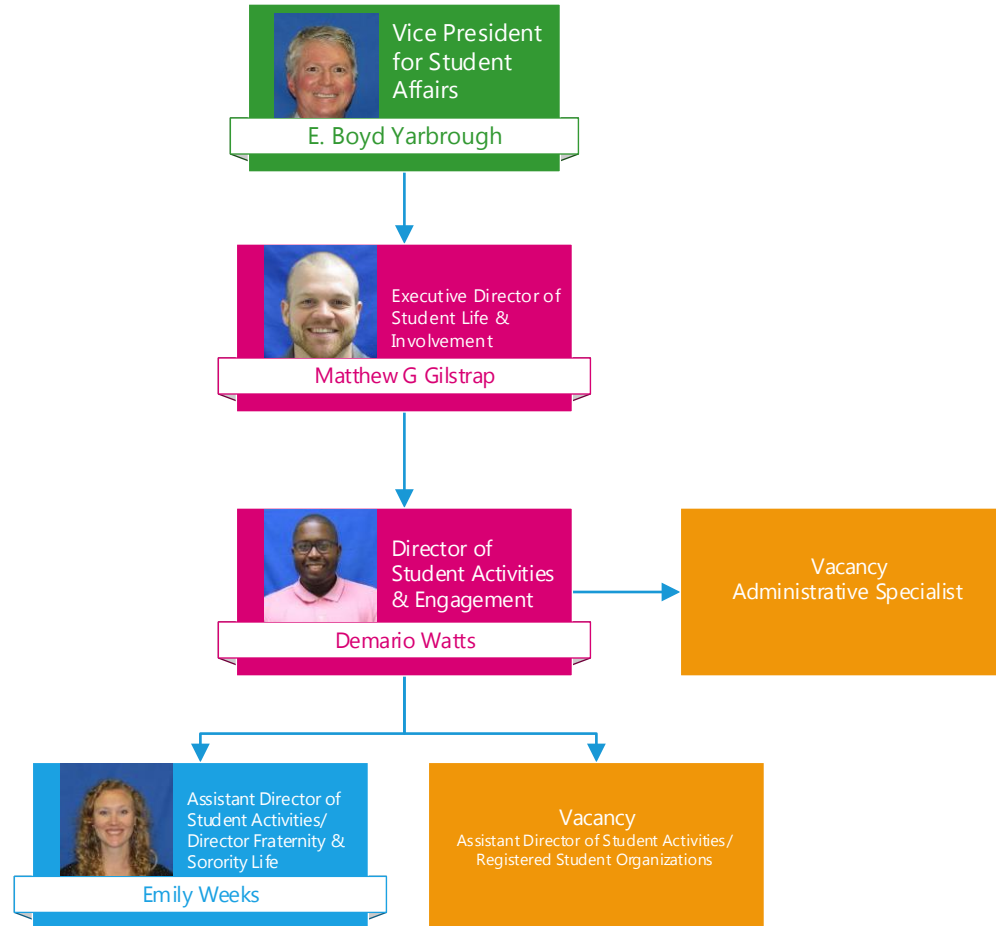 Vice President
for Student
Affairs
E. Boyd Yarbrough
Executive Director of
Student Life &
Involvement
Matthew G Gilstrap
Director of
Student Activities
& Engagement
Demario Watts
Vacancy
Administrative Specialist
Assistant Director of
Student Activities/
Director Fraternity &
Sorority Life
Emily Weeks
Vacancy
Assistant Director of Student Activities/
Registered Student Organizations